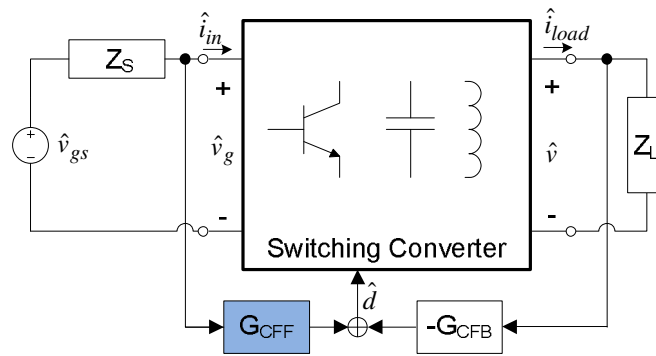 î_in
î_load
Z_S
+
+
+
−
v̂_gs
v̂_g
v̂
Z_L
-
-
Switching Converter
d̂
G_CFF
-G_CFB